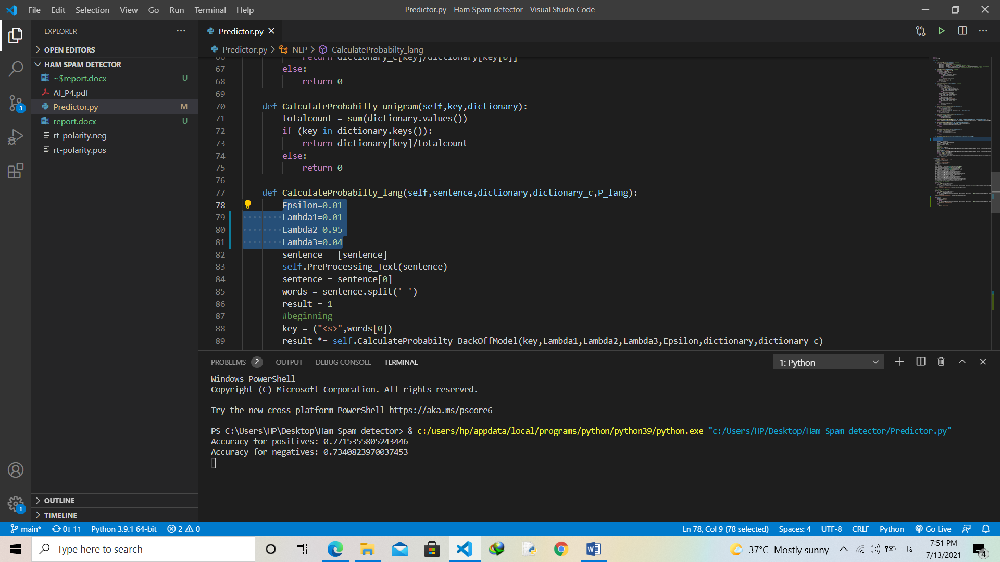 File Edit Selection View Go Run Terminal Help
Predictor.py - Ham Spam detector - Visual Studio Code
EXPLORER
OPEN EDITORS
HAM SPAM DETECTOR
~$report.docx U
AI_P4.pdf
Predictor.py M
report.docx U
rt-polarity.neg
rt-polarity.pos
OUTLINE
TIMELINE
3
1
Predictor.py
Predictor.py > NLP > CalculateProbabilty_lang
66 return dictionary_c[key]/dictionary[key[0]]
67 else:
68 return 0
69
70 def CalculateProbabilty_unigram(self,key,dictionary):
71 totalcount = sum(dictionary.values())
72 if (key in dictionary.keys()):
73 return dictionary[key]/totalcount
74 else:
75 return 0
76
77 def CalculateProbabilty_lang(self,sentence,dictionary,dictionary_c,P_lang):
78 Epsilon=0.01
79 Lambda1=0.01
80 Lambda2=0.95
81 Lambda3=0.04
82 sentence = [sentence]
83 self.PreProcessing_Text(sentence)
84 sentence = sentence[0]
85 words = sentence.split(' ')
86 result = 1
87 #beginning
88 key = ("<s>",words[0])
89 result *= self.CalculateProbabilty_BackOffModel(key,Lambda1,Lambda2,Lambda3,Epsilon,dictionary,dictionary_c)
PROBLEMS 2 OUTPUT DEBUG CONSOLE TERMINAL 1: Python
Windows PowerShell
Copyright (C) Microsoft Corporation. All rights reserved.
Try the new cross-platform PowerShell https://aka.ms/pscore6
PS C:\Users\HP\Desktop\Ham Spam detector> & c:/users/hp/appdata/local/programs/python/python39/python.exe "c:/Users/HP/Desktop/Ham Spam detector/Predictor.py"
Accuracy for positives: 0.7715355805243446
Accuracy for negatives: 0.7340823970037453
main* 0↓ 1↑ Python 3.9.1 64-bit 2 0 Ln 78, Col 9 (78 selected) Spaces: 4 UTF-8 CRLF Python Go Live
Type here to search
37°C Mostly sunny
فا
7:51 PM
7/13/2021
4